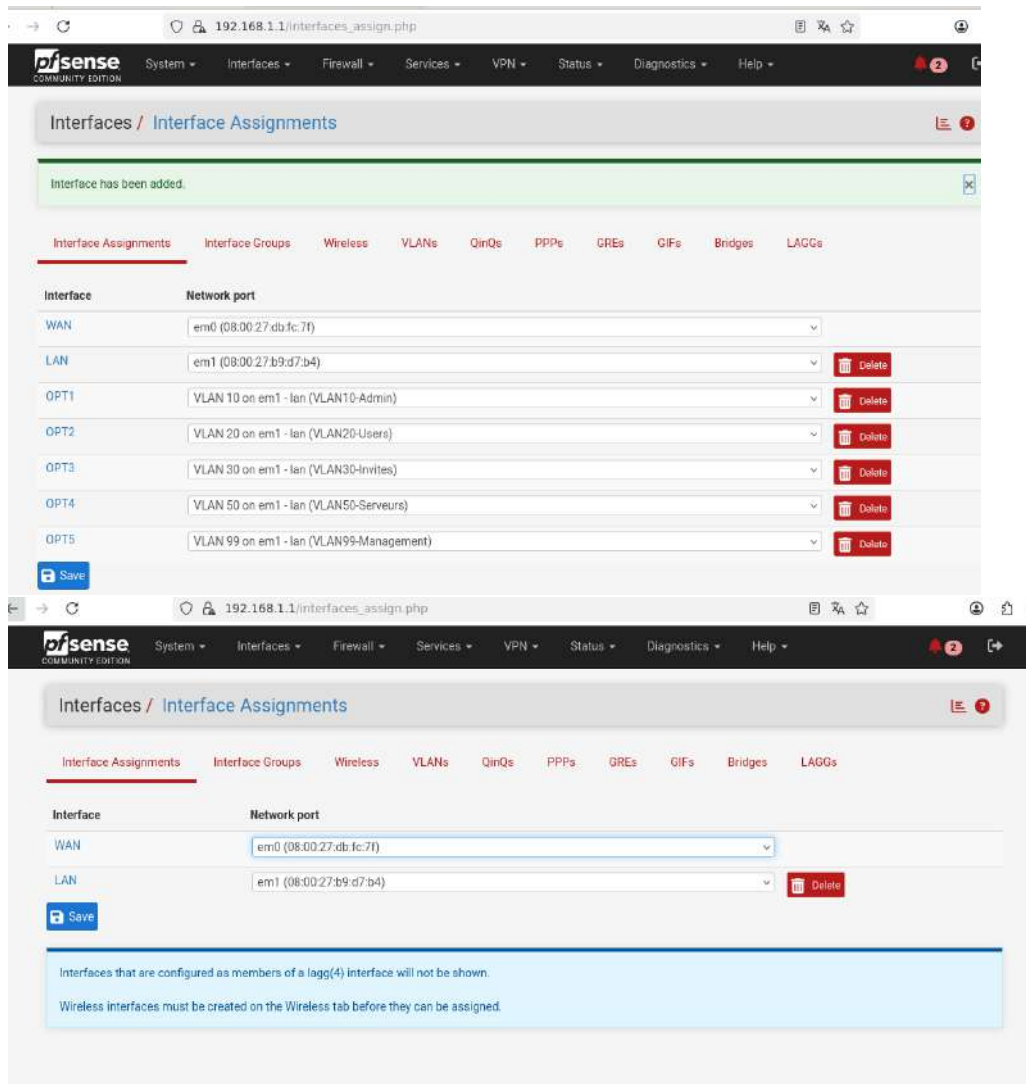 192.168.1.1/interfaces_assign.php
pfsense COMMUNITY EDITION System Interfaces Firewall Services VPN Status Diagnostics Help 2
Interfaces / Interface Assignments
Interface has been added.
Interface Assignments Interface Groups Wireless VLANs QinQs PPPs GREs GIFs Bridges LAGGs
Interface Network port
WAN em0 (08:00:27:db:fc:7f)
LAN em1 (08:00:27:b9:d7:b4) Delete
OPT1 VLAN 10 on em1 - lan (VLAN10-Admin) Delete
OPT2 VLAN 20 on em1 - lan (VLAN20-Users) Delete
OPT3 VLAN 30 on em1 - lan (VLAN30-Invites) Delete
OPT4 VLAN 50 on em1 - lan (VLAN50-Serveurs) Delete
OPT5 VLAN 99 on em1 - lan (VLAN99-Management) Delete
Save
192.168.1.1/interfaces_assign.php
pfsense COMMUNITY EDITION System Interfaces Firewall Services VPN Status Diagnostics Help 2
Interfaces / Interface Assignments
Interface Assignments Interface Groups Wireless VLANs QinQs PPPs GREs GIFs Bridges LAGGs
Interface Network port
WAN em0 (08:00:27:db:fc:7f)
LAN em1 (08:00:27:b9:d7:b4) Delete
Save
Interfaces that are configured as members of a lagg(4) interface will not be shown.
Wireless interfaces must be created on the Wireless tab before they can be assigned.